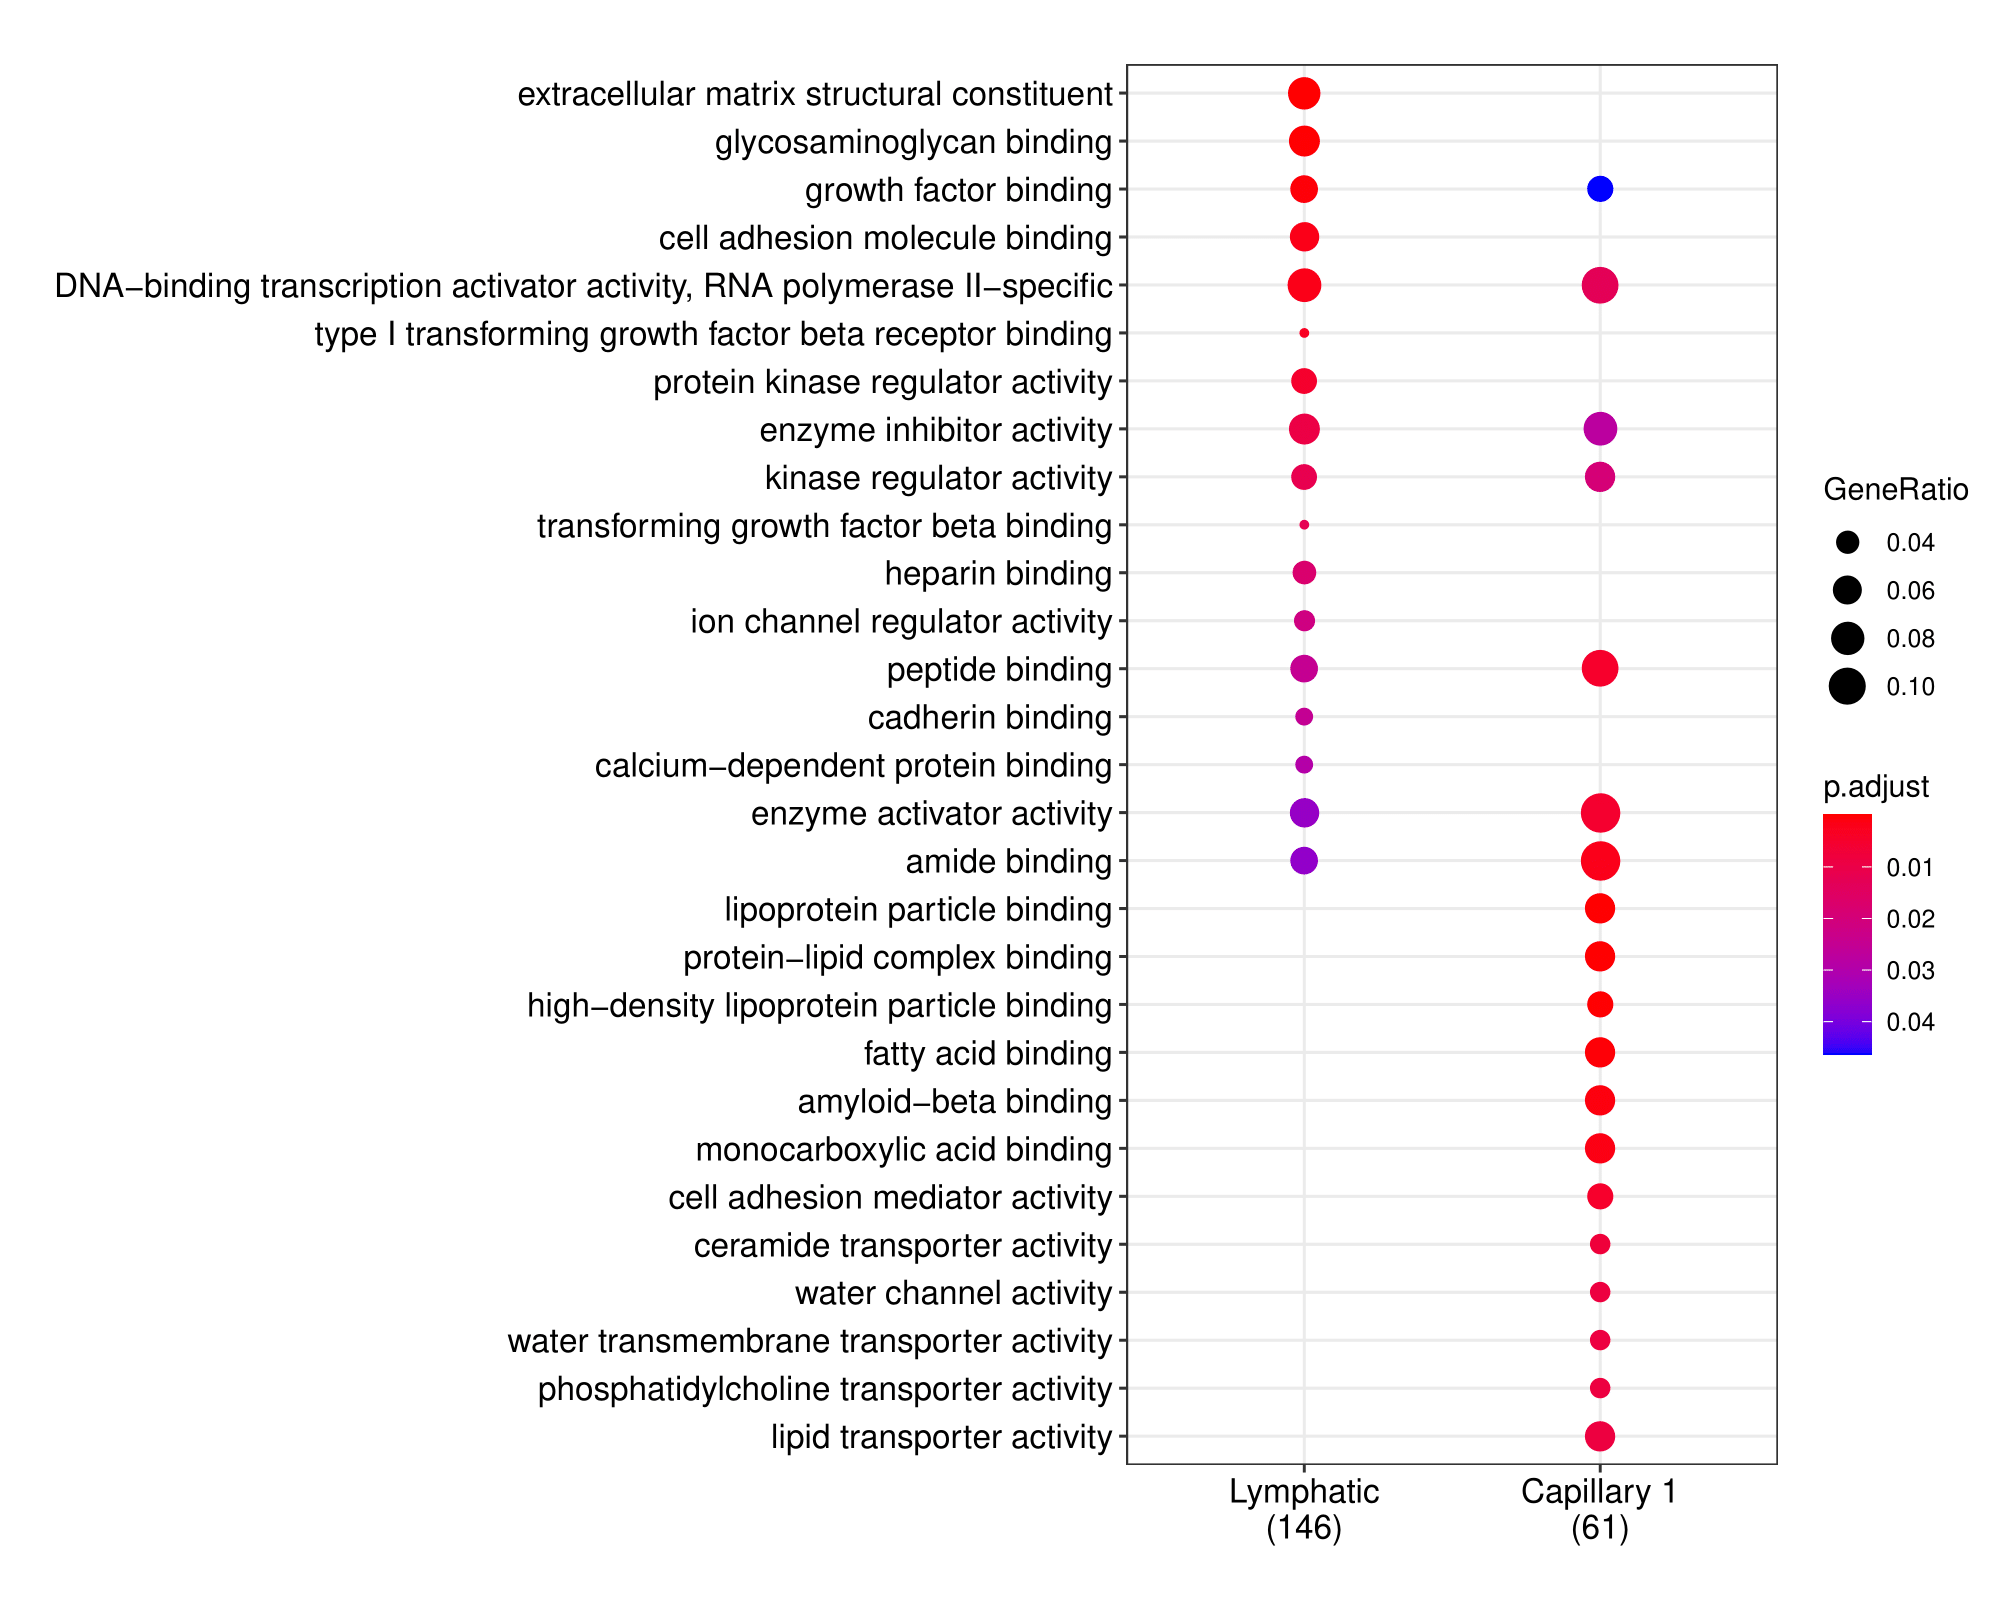 extracellular matrix structural constituent
glycosaminoglycan binding
growth factor binding
cell adhesion molecule binding
DNA−binding transcription activator activity, RNA polymerase II−specific
type I transforming growth factor beta receptor binding
protein kinase regulator activity
enzyme inhibitor activity
kinase regulator activity
transforming growth factor beta binding
heparin binding
ion channel regulator activity
peptide binding
cadherin binding
calcium−dependent protein binding
enzyme activator activity
amide binding
lipoprotein particle binding
protein−lipid complex binding
high−density lipoprotein particle binding
fatty acid binding
amyloid−beta binding
monocarboxylic acid binding
cell adhesion mediator activity
ceramide transporter activity
water channel activity
water transmembrane transporter activity
phosphatidylcholine transporter activity
lipid transporter activity
Lymphatic
(146)
Capillary 1
(61)
GeneRatio
0.04
0.06
0.08
0.10
p.adjust
0.01
0.02
0.03
0.04